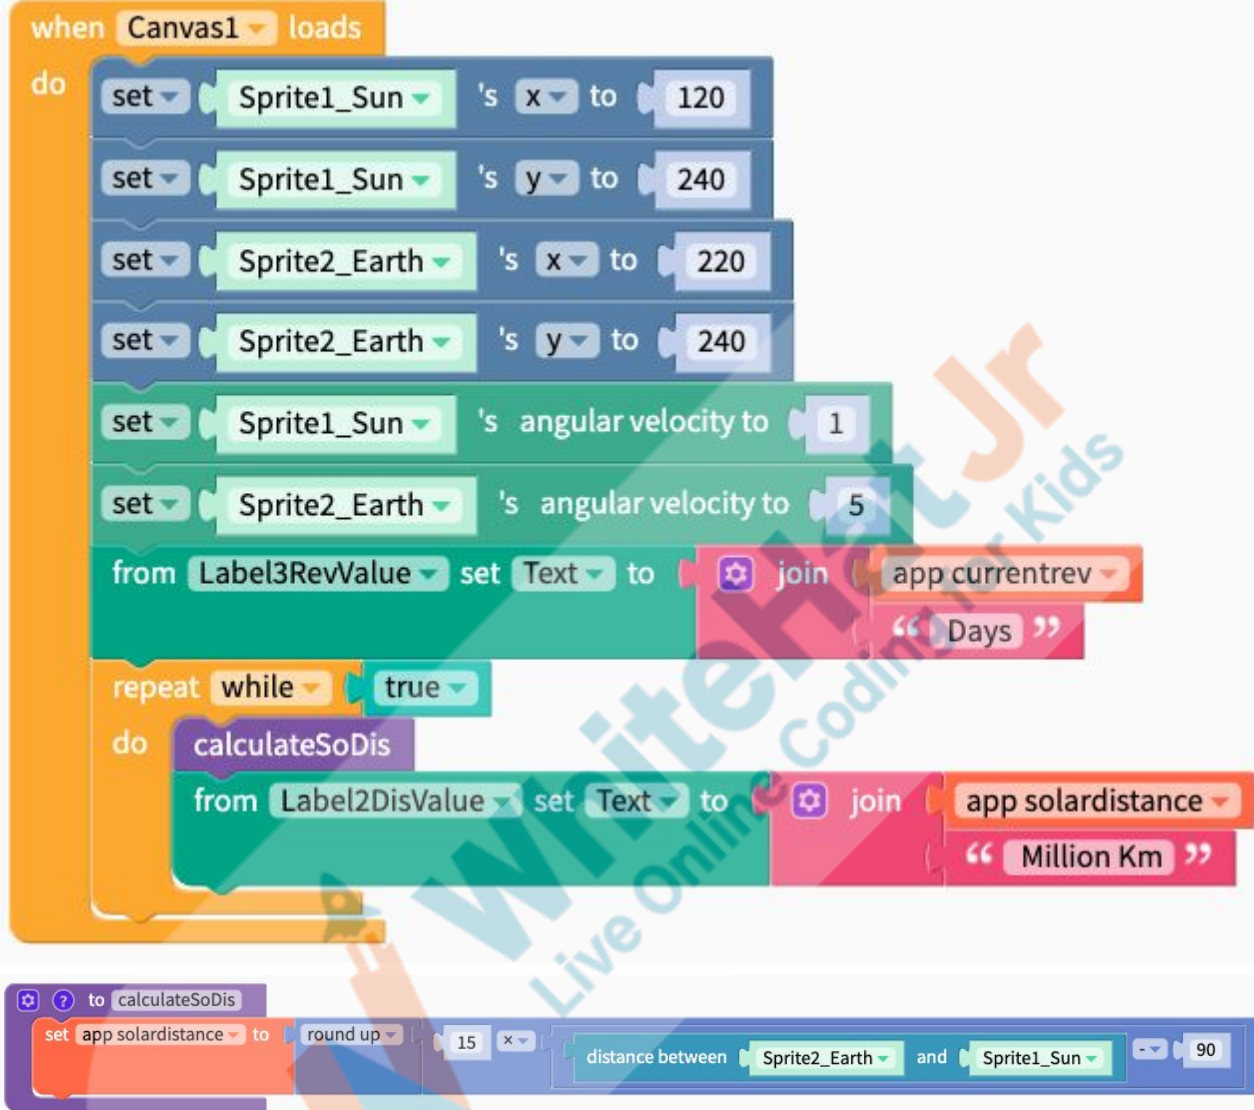 when Canvas1 loads
do set Sprite1_Sun 's x to 120
set Sprite1_Sun 's y to 240
set Sprite2_Earth 's x to 220
set Sprite2_Earth 's y to 240
set Sprite1_Sun 's angular velocity to 1
set Sprite2_Earth 's angular velocity to 5
from Label3RevValue set Text to join app currentrev
“ Days ”
repeat while true
do calculateSoDis
from Label2DisValue set Text to join app solardistance
“ Million Km ”
? to calculateSoDis
set app solardistance to round up 15 × distance between Sprite2_Earth and Sprite1_Sun - 90
WhiteHat Jr
Live Online Coding for Kids